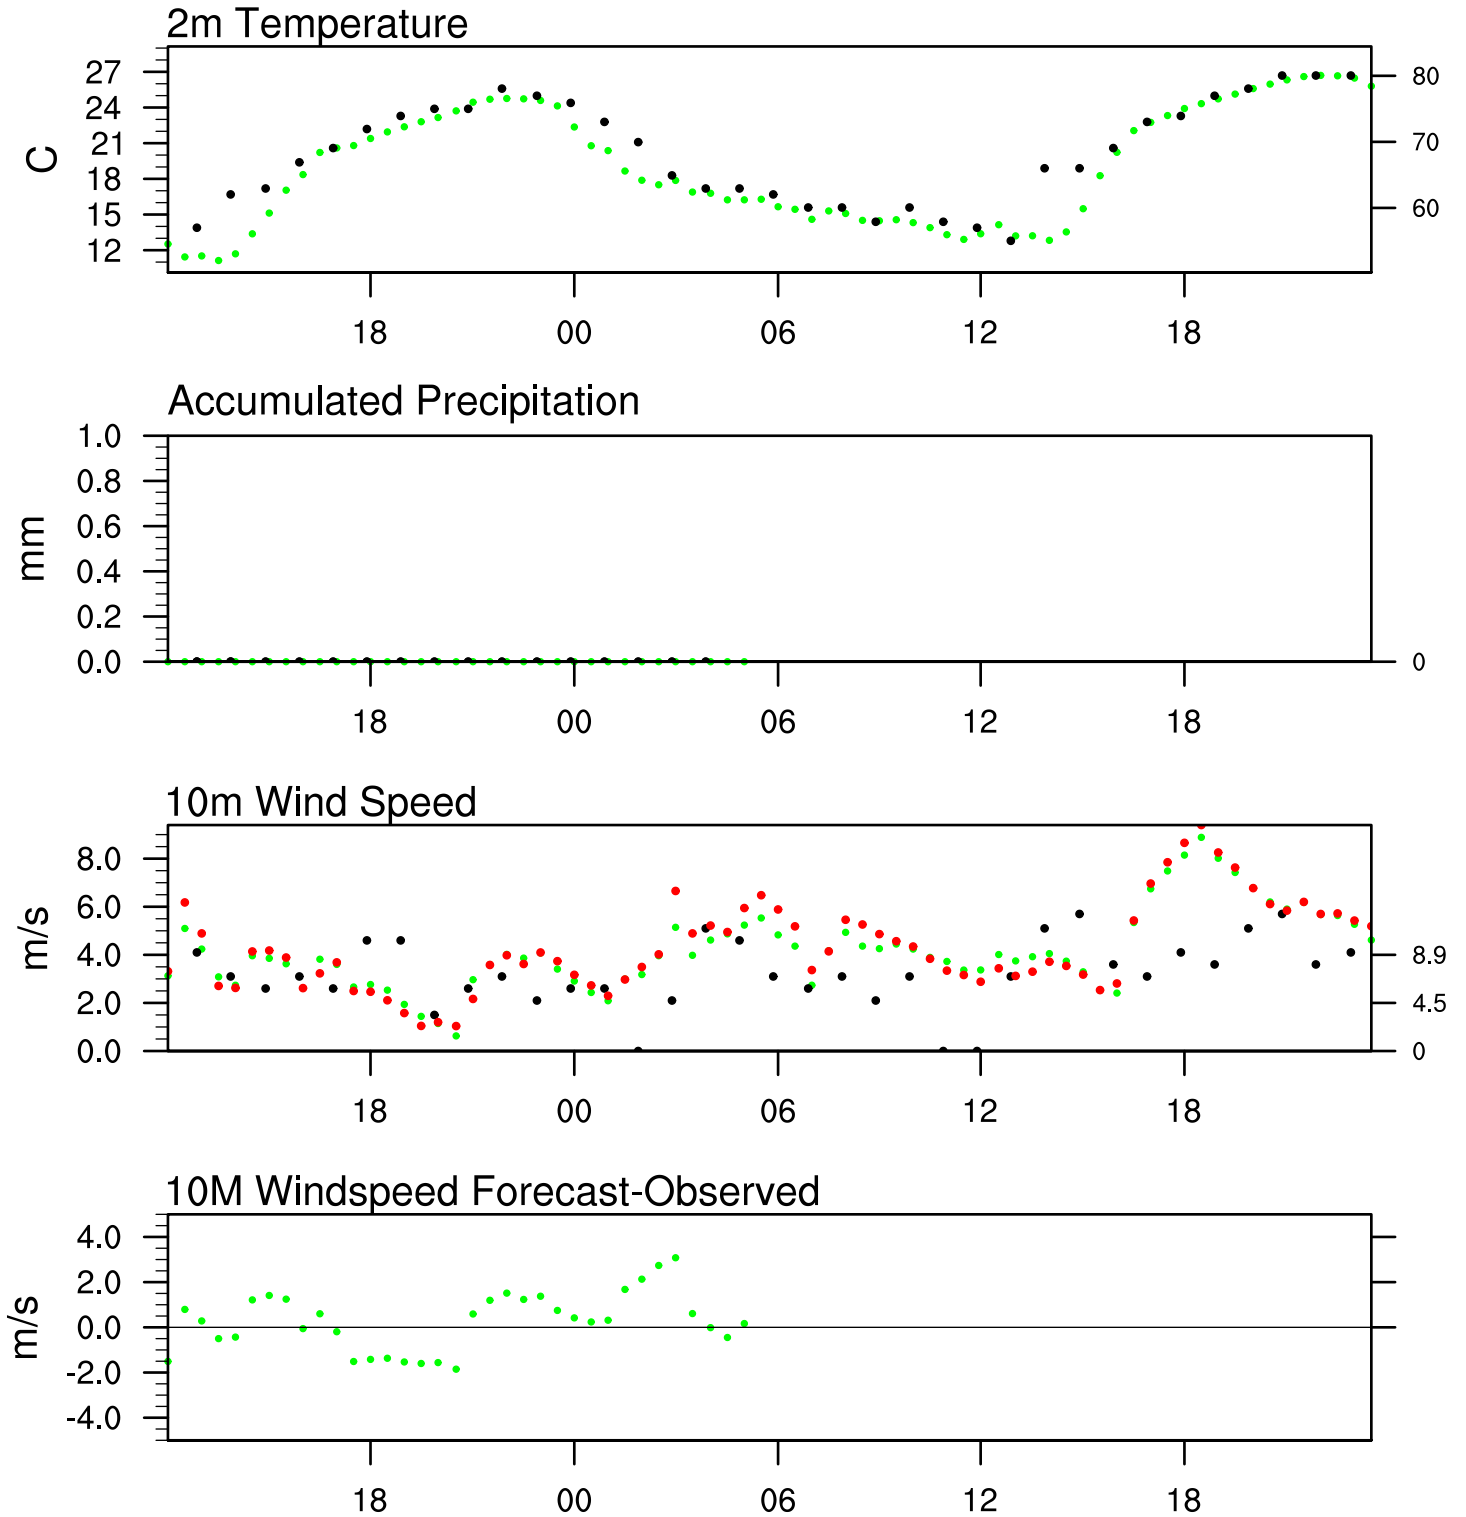 2m Temperature
27
24
21
18
15
12
C
80
70
60
18 00 06 12 18
Accumulated Precipitation
1.0
0.8
0.6
0.4
0.2
0.0
mm
0
18 00 06 12 18
10m Wind Speed
8.0
6.0
4.0
2.0
0.0
m/s
8.9
4.5
0
18 00 06 12 18
10M Windspeed Forecast-Observed
4.0
2.0
0.0
-2.0
-4.0
m/s
18 00 06 12 18